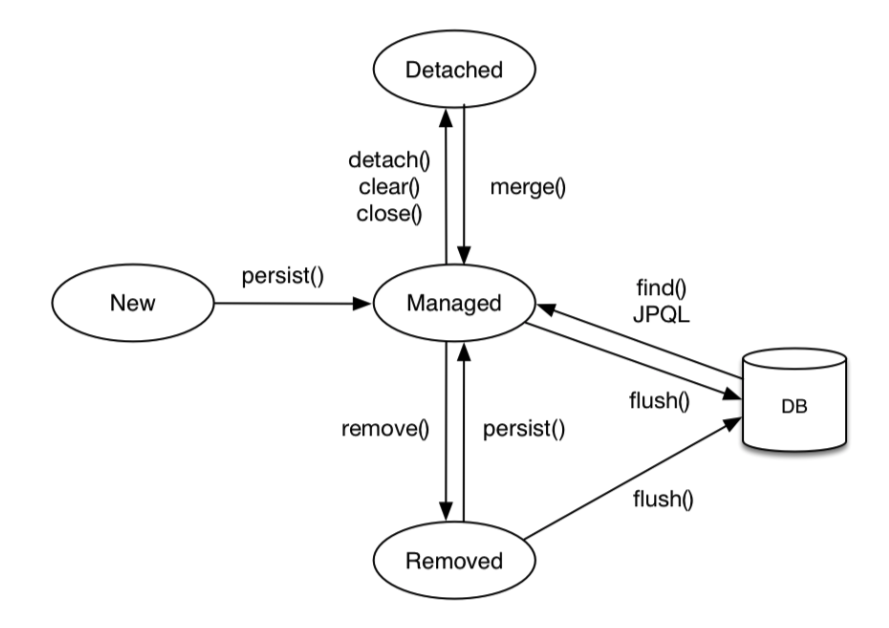 Detached
detach()
clear()
close()
merge()
New
persist()
Managed
find()
JPQL
flush()
DB
remove()
persist()
flush()
Removed